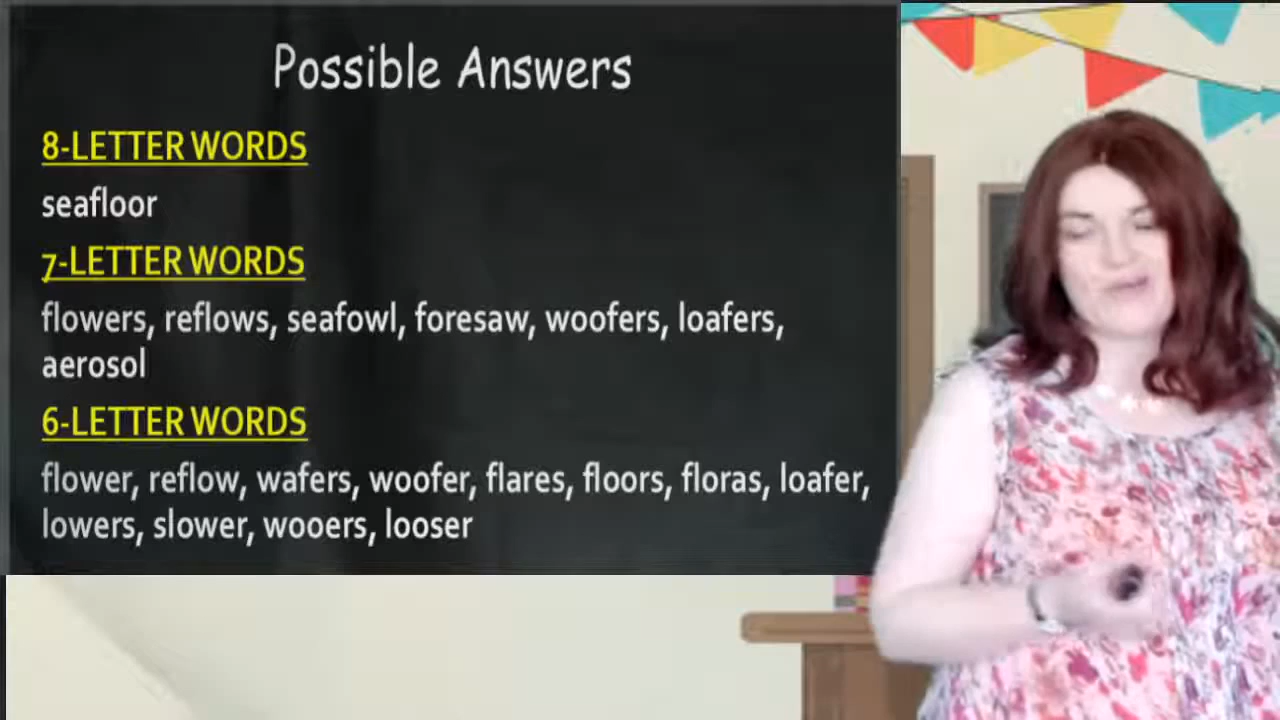 Possible Answers
8-LETTER WORDS
seafloor
7-LETTER WORDS
flowers, reflows, seafowl, foresaw, woofers, loafers,
aerosol
6-LETTER WORDS
flower, reflow, wafers, woofer, flares, floors, floras, loafer,
lowers, slower, wooers, looser